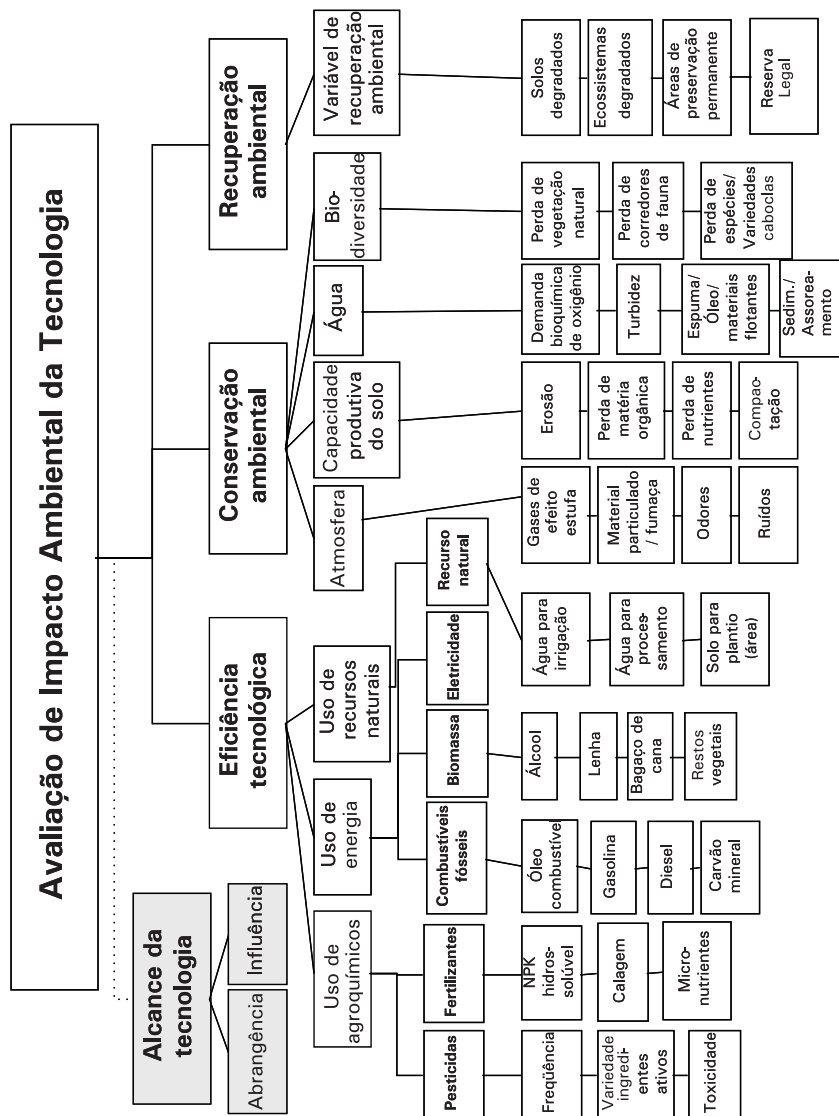 Avaliação de Impacto Ambiental da Tecnologia
Alcance da
tecnologia
Abrangência
Influência
Eficiência
tecnológica
Conservação
ambiental
Recuperação
ambiental
Uso de
agroquímicos
Uso de
energia
Uso de
recursos
naturais
Atmosfera
Capacidade
produtiva
do solo
Água
Bio-
diversidade
Variável de
recuperação
ambiental
Pesticidas
Fertilizantes
Combustíveis
fósseis
Biomassa
Eletricidade
Recurso
natural
Freqüência
Variedade
ingredi-
entes
ativos
Toxicidade
NPK
hidros-
solúvel
Calagem
Micro-
nutrientes
Óleo
combustível
Gasolina
Diesel
Carvão
mineral
Álcool
Lenha
Bagaço de
cana
Restos
vegetais
Água para
irrigação
Água para
proces-
samento
Solo para
plantio
(área)
Gases de
efeito
estufa
Material
particulado
/ fumaça
Odores
Ruídos
Erosão
Perda de
matéria
orgânica
Perda de
nutrientes
Compac-
tação
Demanda
bioquímica
de oxigênio
Turbidez
Espuma/
Óleo/
materiais
flotantes
Sedim./
Assorea-
mento
Perda de
vegetação
natural
Perda de
corredores
de fauna
Perda de
espécies/
Variedades
caboclas
Solos
degradados
Ecossistemas
degradados
Áreas de
preservação
permanente
Reserva
Legal